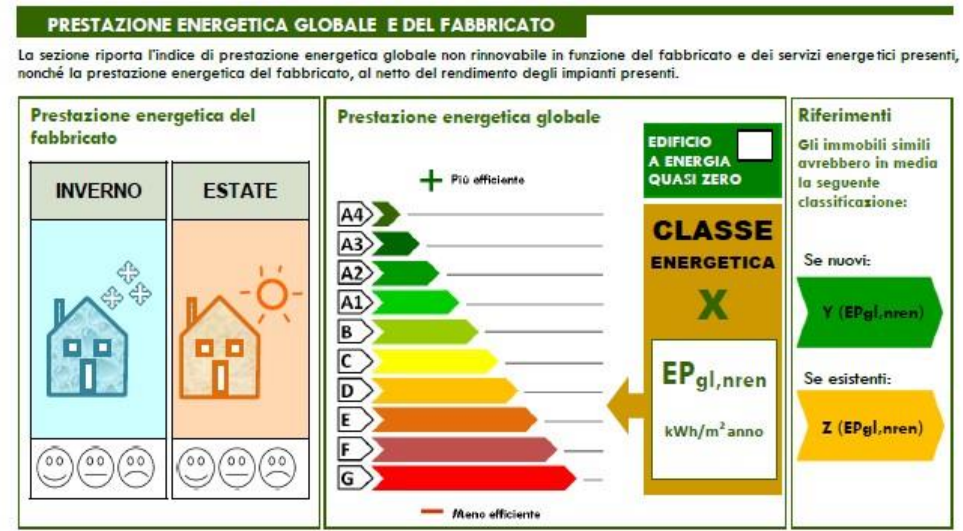 PRESTAZIONE ENERGETICA GLOBALE E DEL FABBRICATO
La sezione riporta l'indice di prestazione energetica globale non rinnovabile in funzione del fabbricato e dei servizi energetici presenti,
nonché la prestazione energetica del fabbricato, al netto del rendimento degli impianti presenti.
Prestazione energetica del
fabbricato
INVERNO
ESTATE
Prestazione energetica globale
+ Più efficiente
A4
A3
A2
A1
B
C
D
E
F
G
— Meno efficiente
EDIFICIO
A ENERGIA
QUASI ZERO
CLASSE
ENERGETICA
X
EPgl,nren
kWh/m² anno
Riferimenti
Gli immobili simili
avrebbero in media
la seguente
classificazione:
Se nuovi:
Y (EPgl,nren)
Se esistenti:
Z (EPgl,nren)